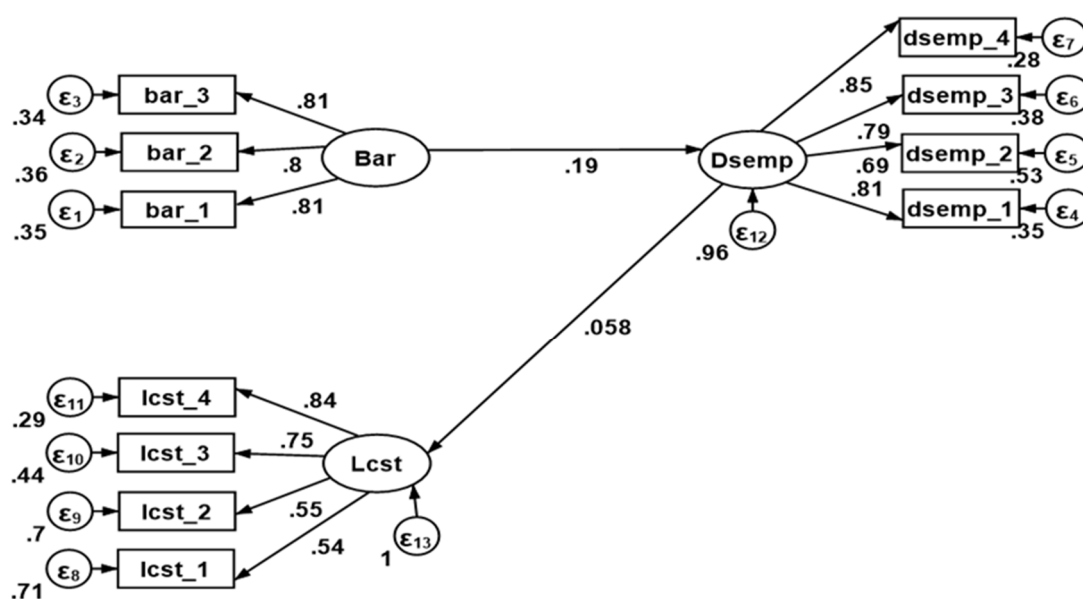 dsemp_4
ε7
.28
.85
ε3
bar_3
.81
.34
dsemp_3
ε6
.38
.79
ε2
bar_2
.8
.36
Bar
.19
Dsemp
dsemp_2
ε5
.53
.69
ε1
bar_1
.81
.35
.81
dsemp_1
ε4
.35
ε12
.96
.058
ε11
lcst_4
.84
.29
ε10
lcst_3
.75
.44
Lcst
ε9
lcst_2
.55
.7
ε13
1
.54
ε8
lcst_1
.71